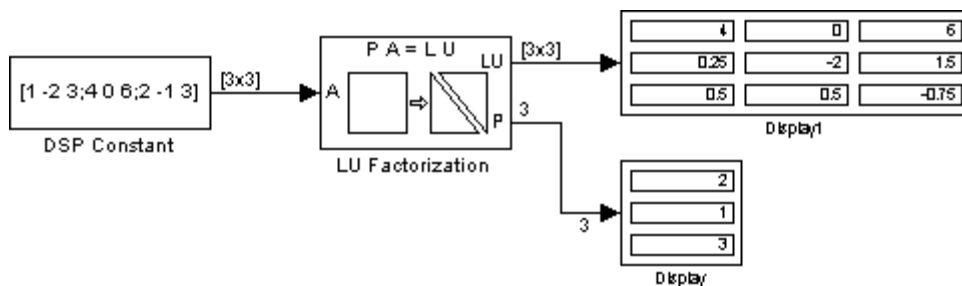 [1 -2 3;4 0 6;2 -1 3]
DSP Constant
[3x3]
P A = L U
A
LU
P
LU Factorization
[3x3]
4 0 6
0.25 -2 1.5
0.5 0.5 -0.75
Display1
3
3
2
1
3
Display